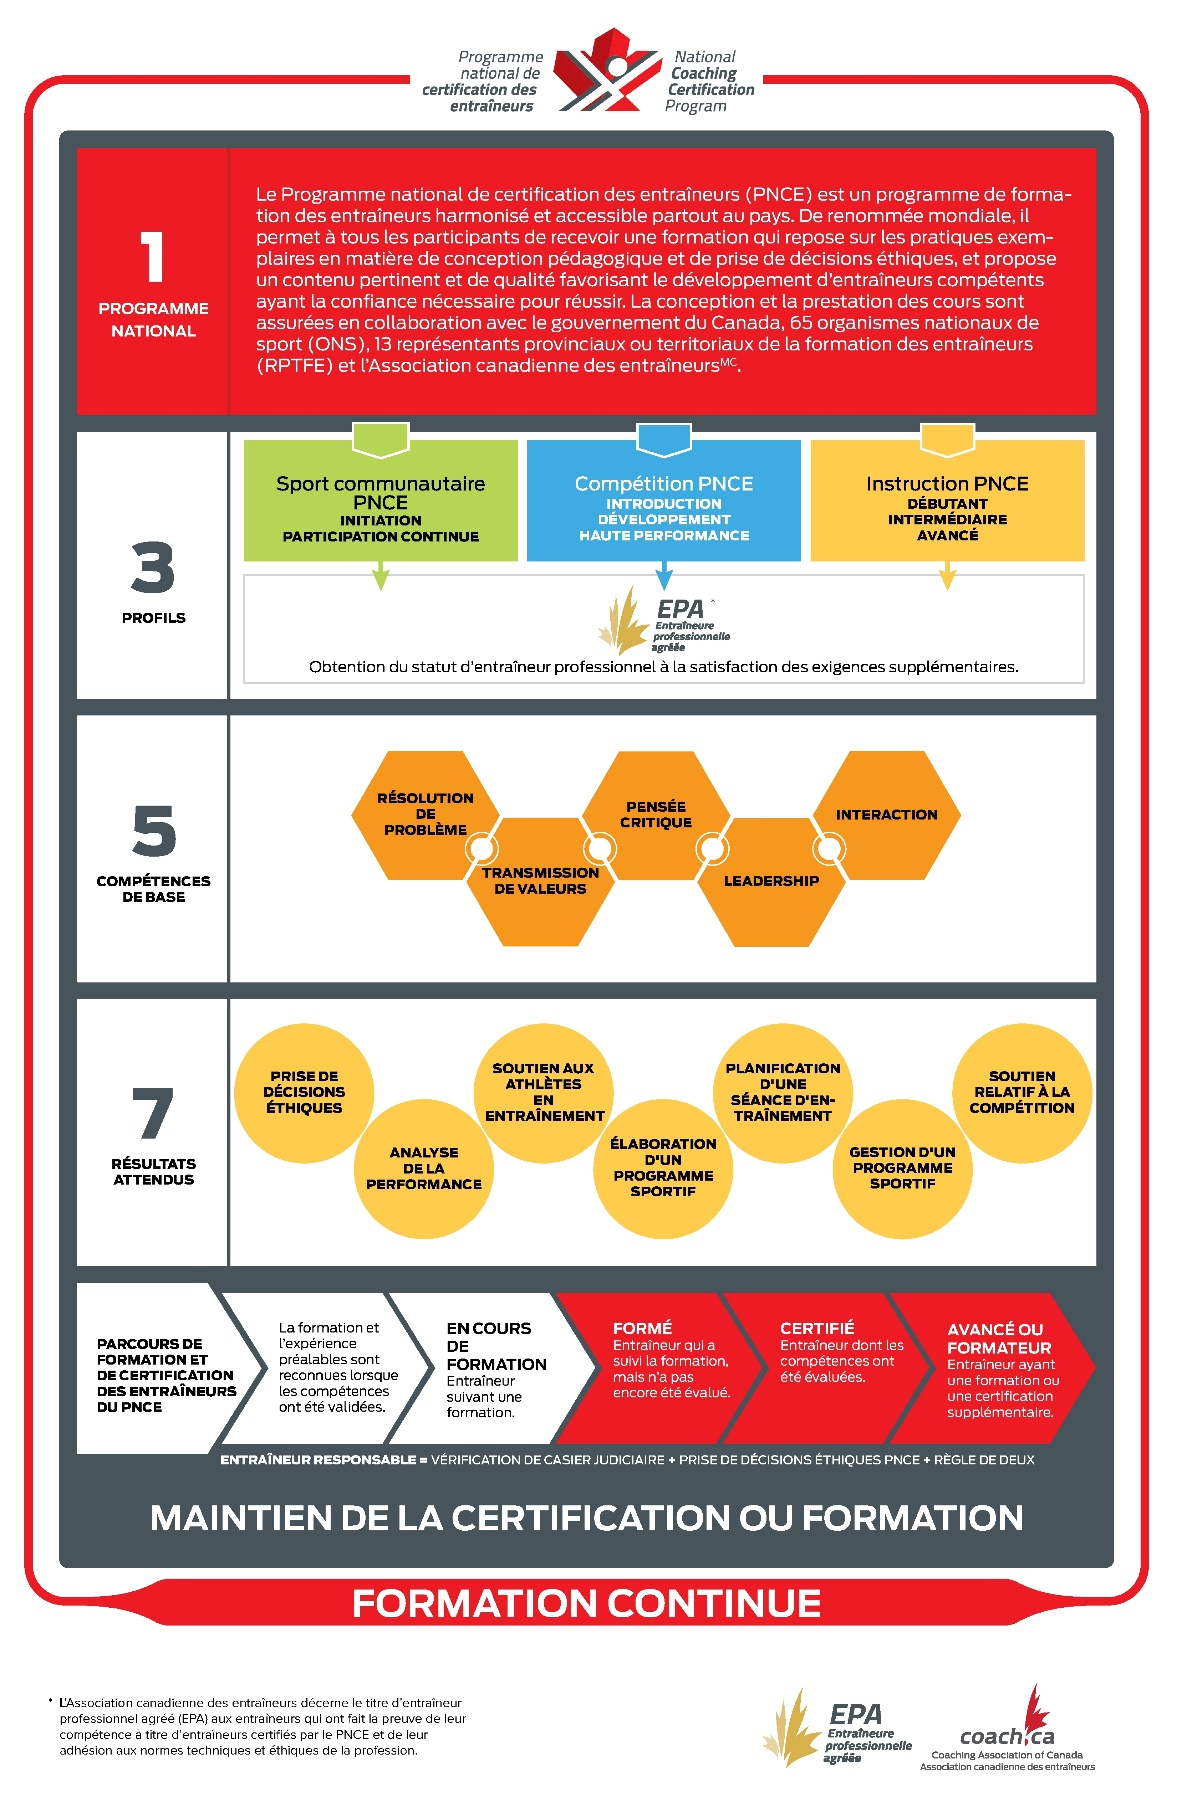 Programme
national de
certification des
entraîneurs
National
Coaching
Certification
Program
1
PROGRAMME
NATIONAL
Le Programme national de certification des entraîneurs (PNCE) est un programme de forma-
tion des entraîneurs harmonisé et accessible partout au pays. De renommée mondiale, il
permet à tous les participants de recevoir une formation qui repose sur les pratiques exem-
plaires en matière de conception pédagogique et de prise de décisions éthiques, et propose
un contenu pertinent et de qualité favorisant le développement d'entraîneurs compétents
ayant la confiance nécessaire pour réussir. La conception et la prestation des cours sont
assurées en collaboration avec le gouvernement du Canada, 65 organismes nationaux de
sport (ONS), 13 représentants provinciaux ou territoriaux de la formation des entraîneurs
(RPTFE) et l'Association canadienne des entraîneurs MC.
3
PROFILS
Sport communautaire
PNCE
INITIATION
PARTICIPATION CONTINUE
Compétition PNCE
INTRODUCTION
DÉVELOPPEMENT
HAUTE PERFORMANCE
Instruction PNCE
DÉBUTANT
INTERMÉDIAIRE
AVANCÉ
EPA *
Entraîneure
professionnelle
agréée
Obtention du statut d'entraîneur professionnel à la satisfaction des exigences supplémentaires.
5
COMPÉTENCES
DE BASE
RÉSOLUTION
DE
PROBLÈME
TRANSMISSION
DE VALEURS
PENSÉE
CRITIQUE
LEADERSHIP
INTERACTION
7
RÉSULTATS
ATTENDUS
PRISE DE
DÉCISIONS
ÉTHIQUES
ANALYSE
DE LA
PERFORMANCE
SOUTIEN AUX
ATHLÈTES
EN
ENTRAÎNEMENT
ÉLABORATION
D'UN
PROGRAMME
SPORTIF
PLANIFICATION
D'UNE
SÉANCE D'EN-
TRAÎNEMENT
GESTION D'UN
PROGRAMME
SPORTIF
SOUTIEN
RELATIF À LA
COMPÉTITION
PARCOURS DE
FORMATION ET
DE CERTIFICATION
DES ENTRAÎNEURS
DU PNCE
La formation et
l'expérience
préalables sont
reconnues lorsque
les compétences
ont été validées.
EN COURS
DE
FORMATION
Entraîneur
suivant une
formation.
FORMÉ
Entraîneur qui a
suivi la formation,
mais n'a pas
encore été évalué.
CERTIFIÉ
Entraîneur dont les
compétences ont
été évaluées.
AVANCÉ OU
FORMATEUR
Entraîneur ayant
une formation ou
une certification
supplémentaire.
ENTRAÎNEUR RESPONSABLE = VÉRIFICATION DE CASIER JUDICIAIRE + PRISE DE DÉCISIONS ÉTHIQUES PNCE + RÈGLE DE DEUX
MAINTIEN DE LA CERTIFICATION OU FORMATION
FORMATION CONTINUE
* L'Association canadienne des entraîneurs décerne le titre d'entraîneur
professionnel agréé (EPA) aux entraîneurs qui ont fait la preuve de leur
compétence à titre d'entraîneurs certifiés par le PNCE et de leur
adhésion aux normes techniques et éthiques de la profession.
EPA
Entraîneure
professionnelle
agréée
coach.ca
Coaching Association of Canada
Association canadienne des entraîneurs